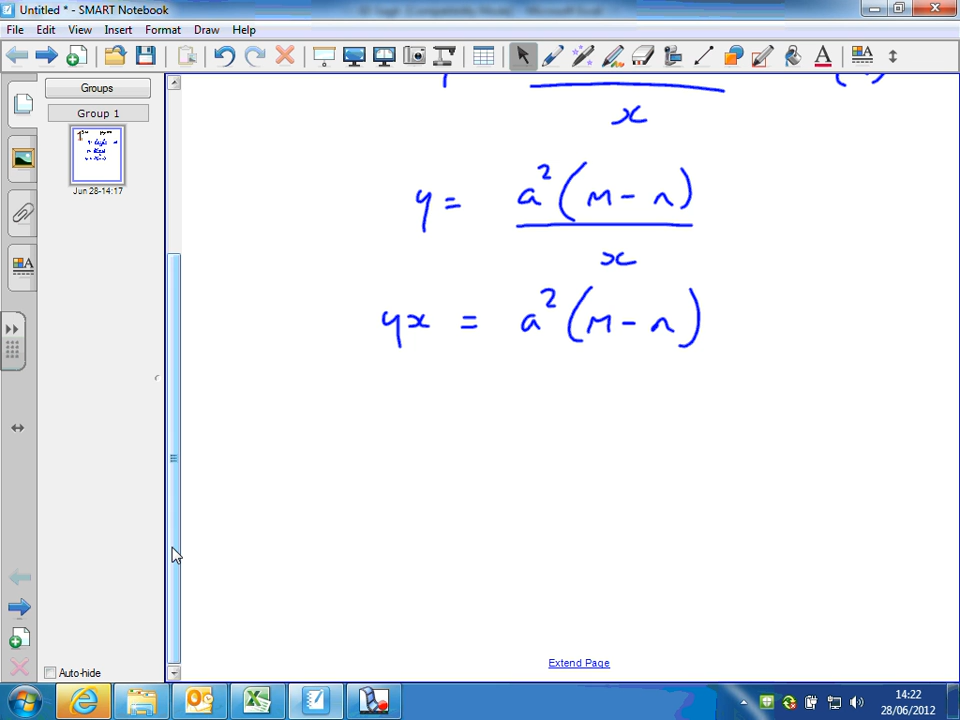 Untitled * - SMART Notebook
File Edit View Insert Format Draw Help
Groups
Group 1
Jun 28-14:17
x
y = a²(m - n)
x
yx = a²(m - n)
Extend Page
Auto-hide
14:22
28/06/2012